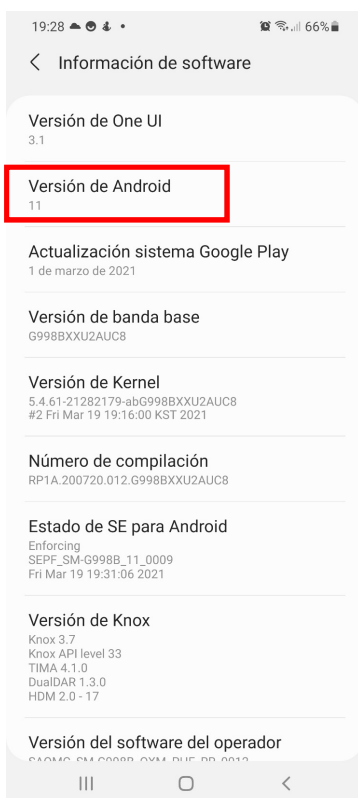 19:28 66%
Información de software
Versión de One UI
3.1
Versión de Android
11
Actualización sistema Google Play
1 de marzo de 2021
Versión de banda base
G998BXXU2AUC8
Versión de Kernel
5.4.61-21282179-abG998BXXU2AUC8
#2 Fri Mar 19 19:16:00 KST 2021
Número de compilación
RP1A.200720.012.G998BXXU2AUC8
Estado de SE para Android
Enforcing
SEPF_SM-G998B_11_0009
Fri Mar 19 19:31:06 2021
Versión de Knox
Knox 3.7
Knox API level 33
TIMA 4.1.0
DualDAR 1.3.0
HDM 2.0 - 17
Versión del software del operador